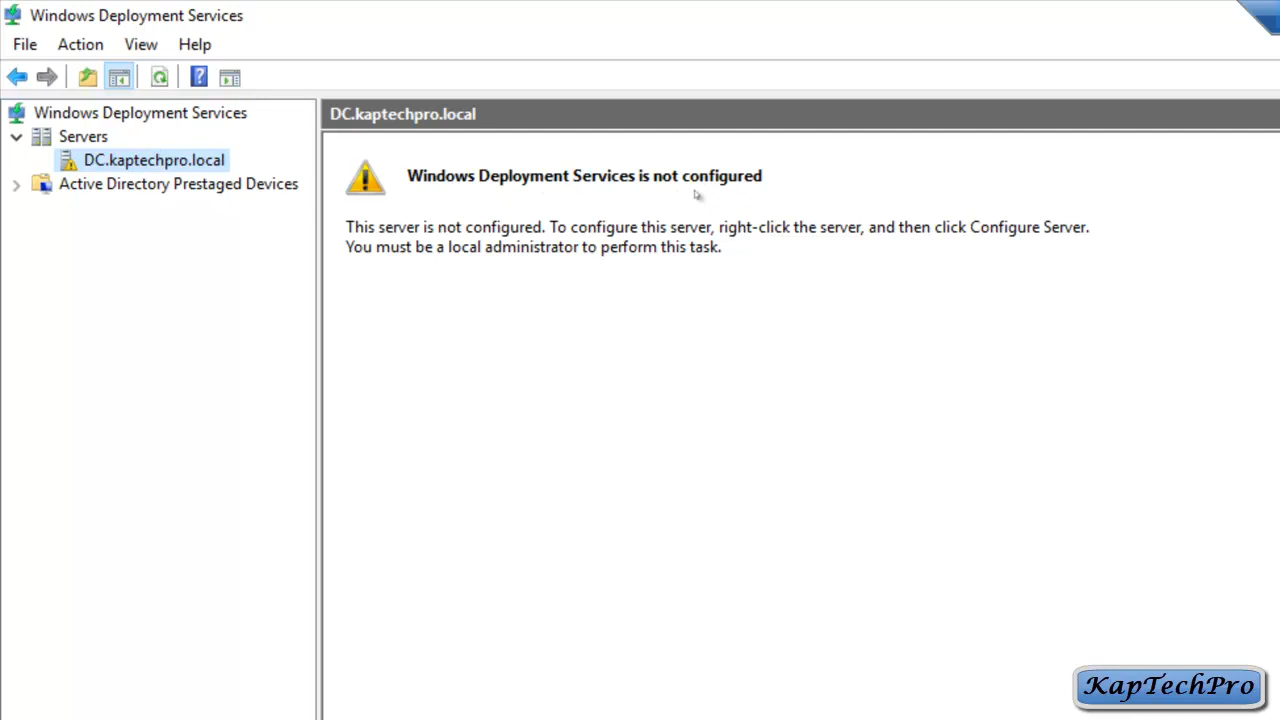 Windows Deployment Services
File Action View Help
Windows Deployment Services
Servers
DC.kaptechpro.local
Active Directory Prestaged Devices
DC.kaptechpro.local
Windows Deployment Services is not configured
This server is not configured. To configure this server, right-click the server, and then click Configure Server.
You must be a local administrator to perform this task.
KapTechPro